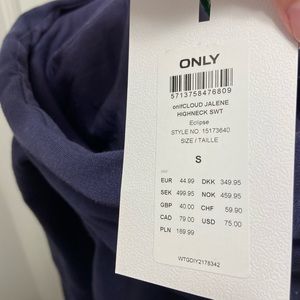 ONLY
5713758476809
onlfCLOUD JALENE
HIGHNECK SWT
Eclipse
STYLE NO. 15173640
SIZE / TAILLE
S
EUR 44.99 DKK 349.95
SEK 499.95 NOK 459.95
GBP 40.00 CHF 59.90
CAD 79.00 USD 75.00
PLN 189.99
WTGDIY2178342